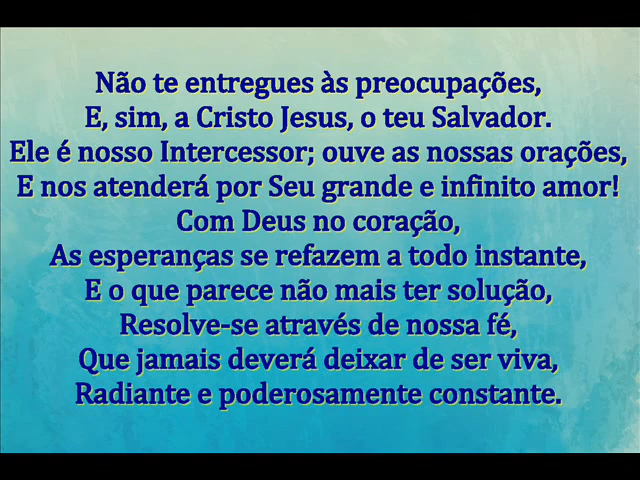 Não te entregues às preocupações,
E, sim, a Cristo Jesus, o teu Salvador.
Ele é nosso Intercessor; ouve as nossas orações,
E nos atenderá por Seu grande e infinito amor!
Com Deus no coração,
As esperanças se refazem a todo instante,
E o que parece não mais ter solução,
Resolve-se através de nossa fé,
Que jamais deverá deixar de ser viva,
Radiante e poderosamente constante.